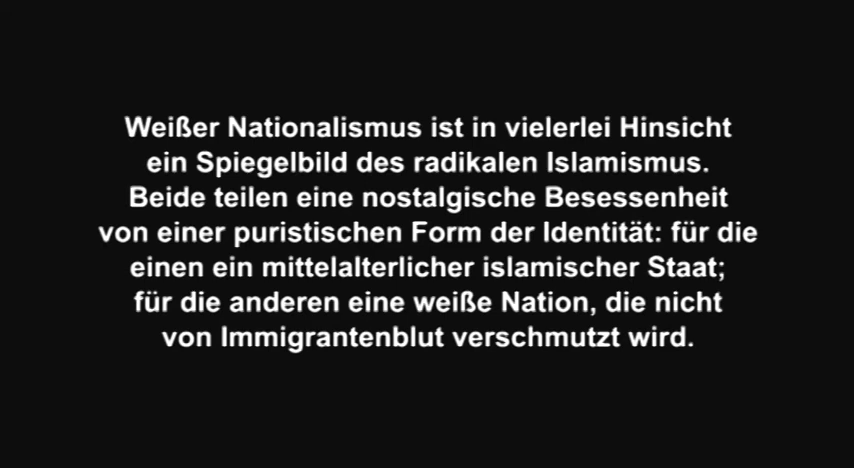 Weißer Nationalismus ist in vielerlei Hinsicht
ein Spiegelbild des radikalen Islamismus.
Beide teilen eine nostalgische Besessenheit
von einer puristischen Form der Identität: für die
einen ein mittelalterlicher islamischer Staat;
für die anderen eine weiße Nation, die nicht
von Immigrantenblut verschmutzt wird.